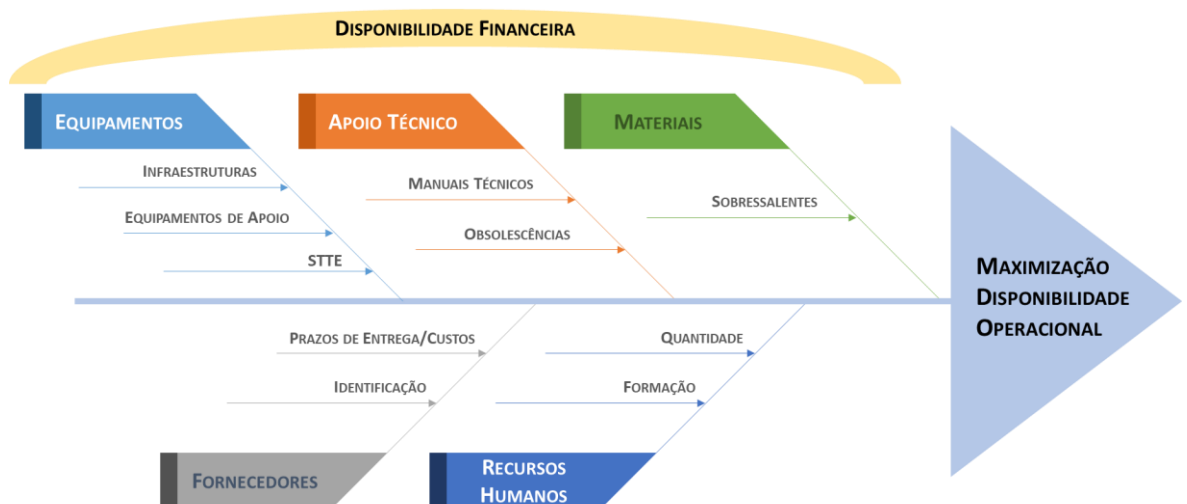 Disponibilidade Financeira
Equipamentos
Apoio Técnico
Materiais
Infraestruturas
Manuais Técnicos
Sobressalentes
Equipamentos de Apoio
Obsolescências
STTE
Maximização
Disponibilidade
Operacional
Prazos de Entrega/Custos
Quantidade
Identificação
Formação
Fornecedores
Recursos
Humanos